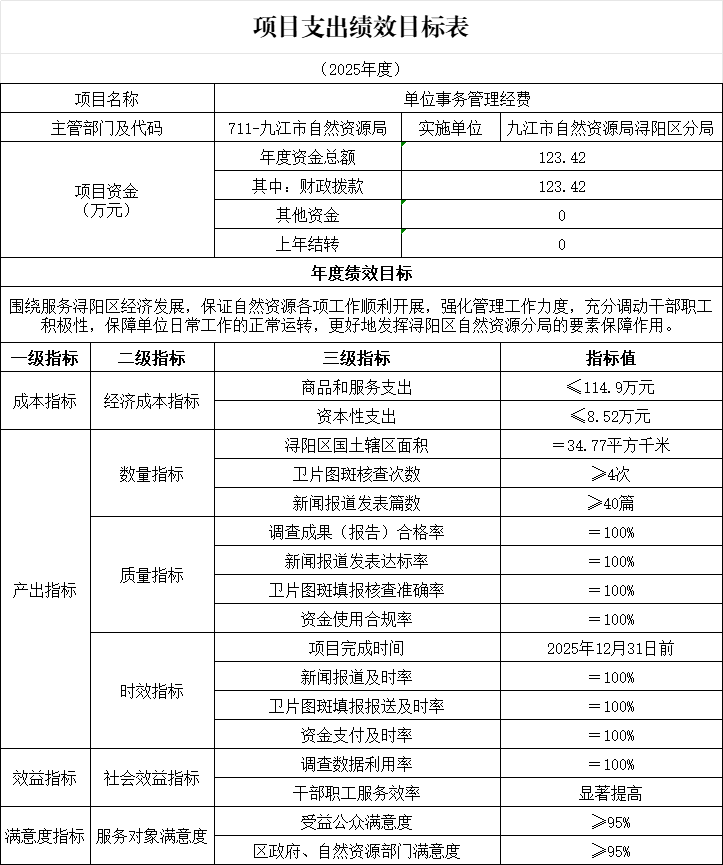 项目支出绩效目标表
（2025年度）
项目名称 单位事务管理经费
主管部门及代码 711-九江市自然资源局 实施单位 九江市自然资源局浔阳区分局
项目资金
（万元）
年度资金总额 123.42
其中：财政拨款 123.42
其他资金 0
上年结转 0
年度绩效目标
围绕服务浔阳区经济发展，保证自然资源各项工作顺利开展，强化管理工作力度，充分调动干部职工
积极性，保障单位日常工作的正常运转，更好地发挥浔阳区自然资源分局的要素保障作用。
一级指标 二级指标 三级指标 指标值
成本指标 经济成本指标 商品和服务支出 ≤114.9万元
资本性支出 ≤8.52万元
产出指标 数量指标 浔阳区国土辖区面积 ＝34.77平方千米
卫片图斑核查次数 ≥4次
新闻报道发表篇数 ≥40篇
质量指标 调查成果（报告）合格率 ＝100%
新闻报道发表达标率 ＝100%
卫片图斑填报核查准确率 ＝100%
资金使用合规率 ＝100%
时效指标 项目完成时间 2025年12月31日前
新闻报道及时率 ＝100%
卫片图斑填报报送及时率 ＝100%
资金支付及时率 ＝100%
效益指标 社会效益指标 调查数据利用率 ＝100%
干部职工服务效率 显著提高
满意度指标 服务对象满意度 受益公众满意度 ≥95%
区政府、自然资源部门满意度 ≥95%